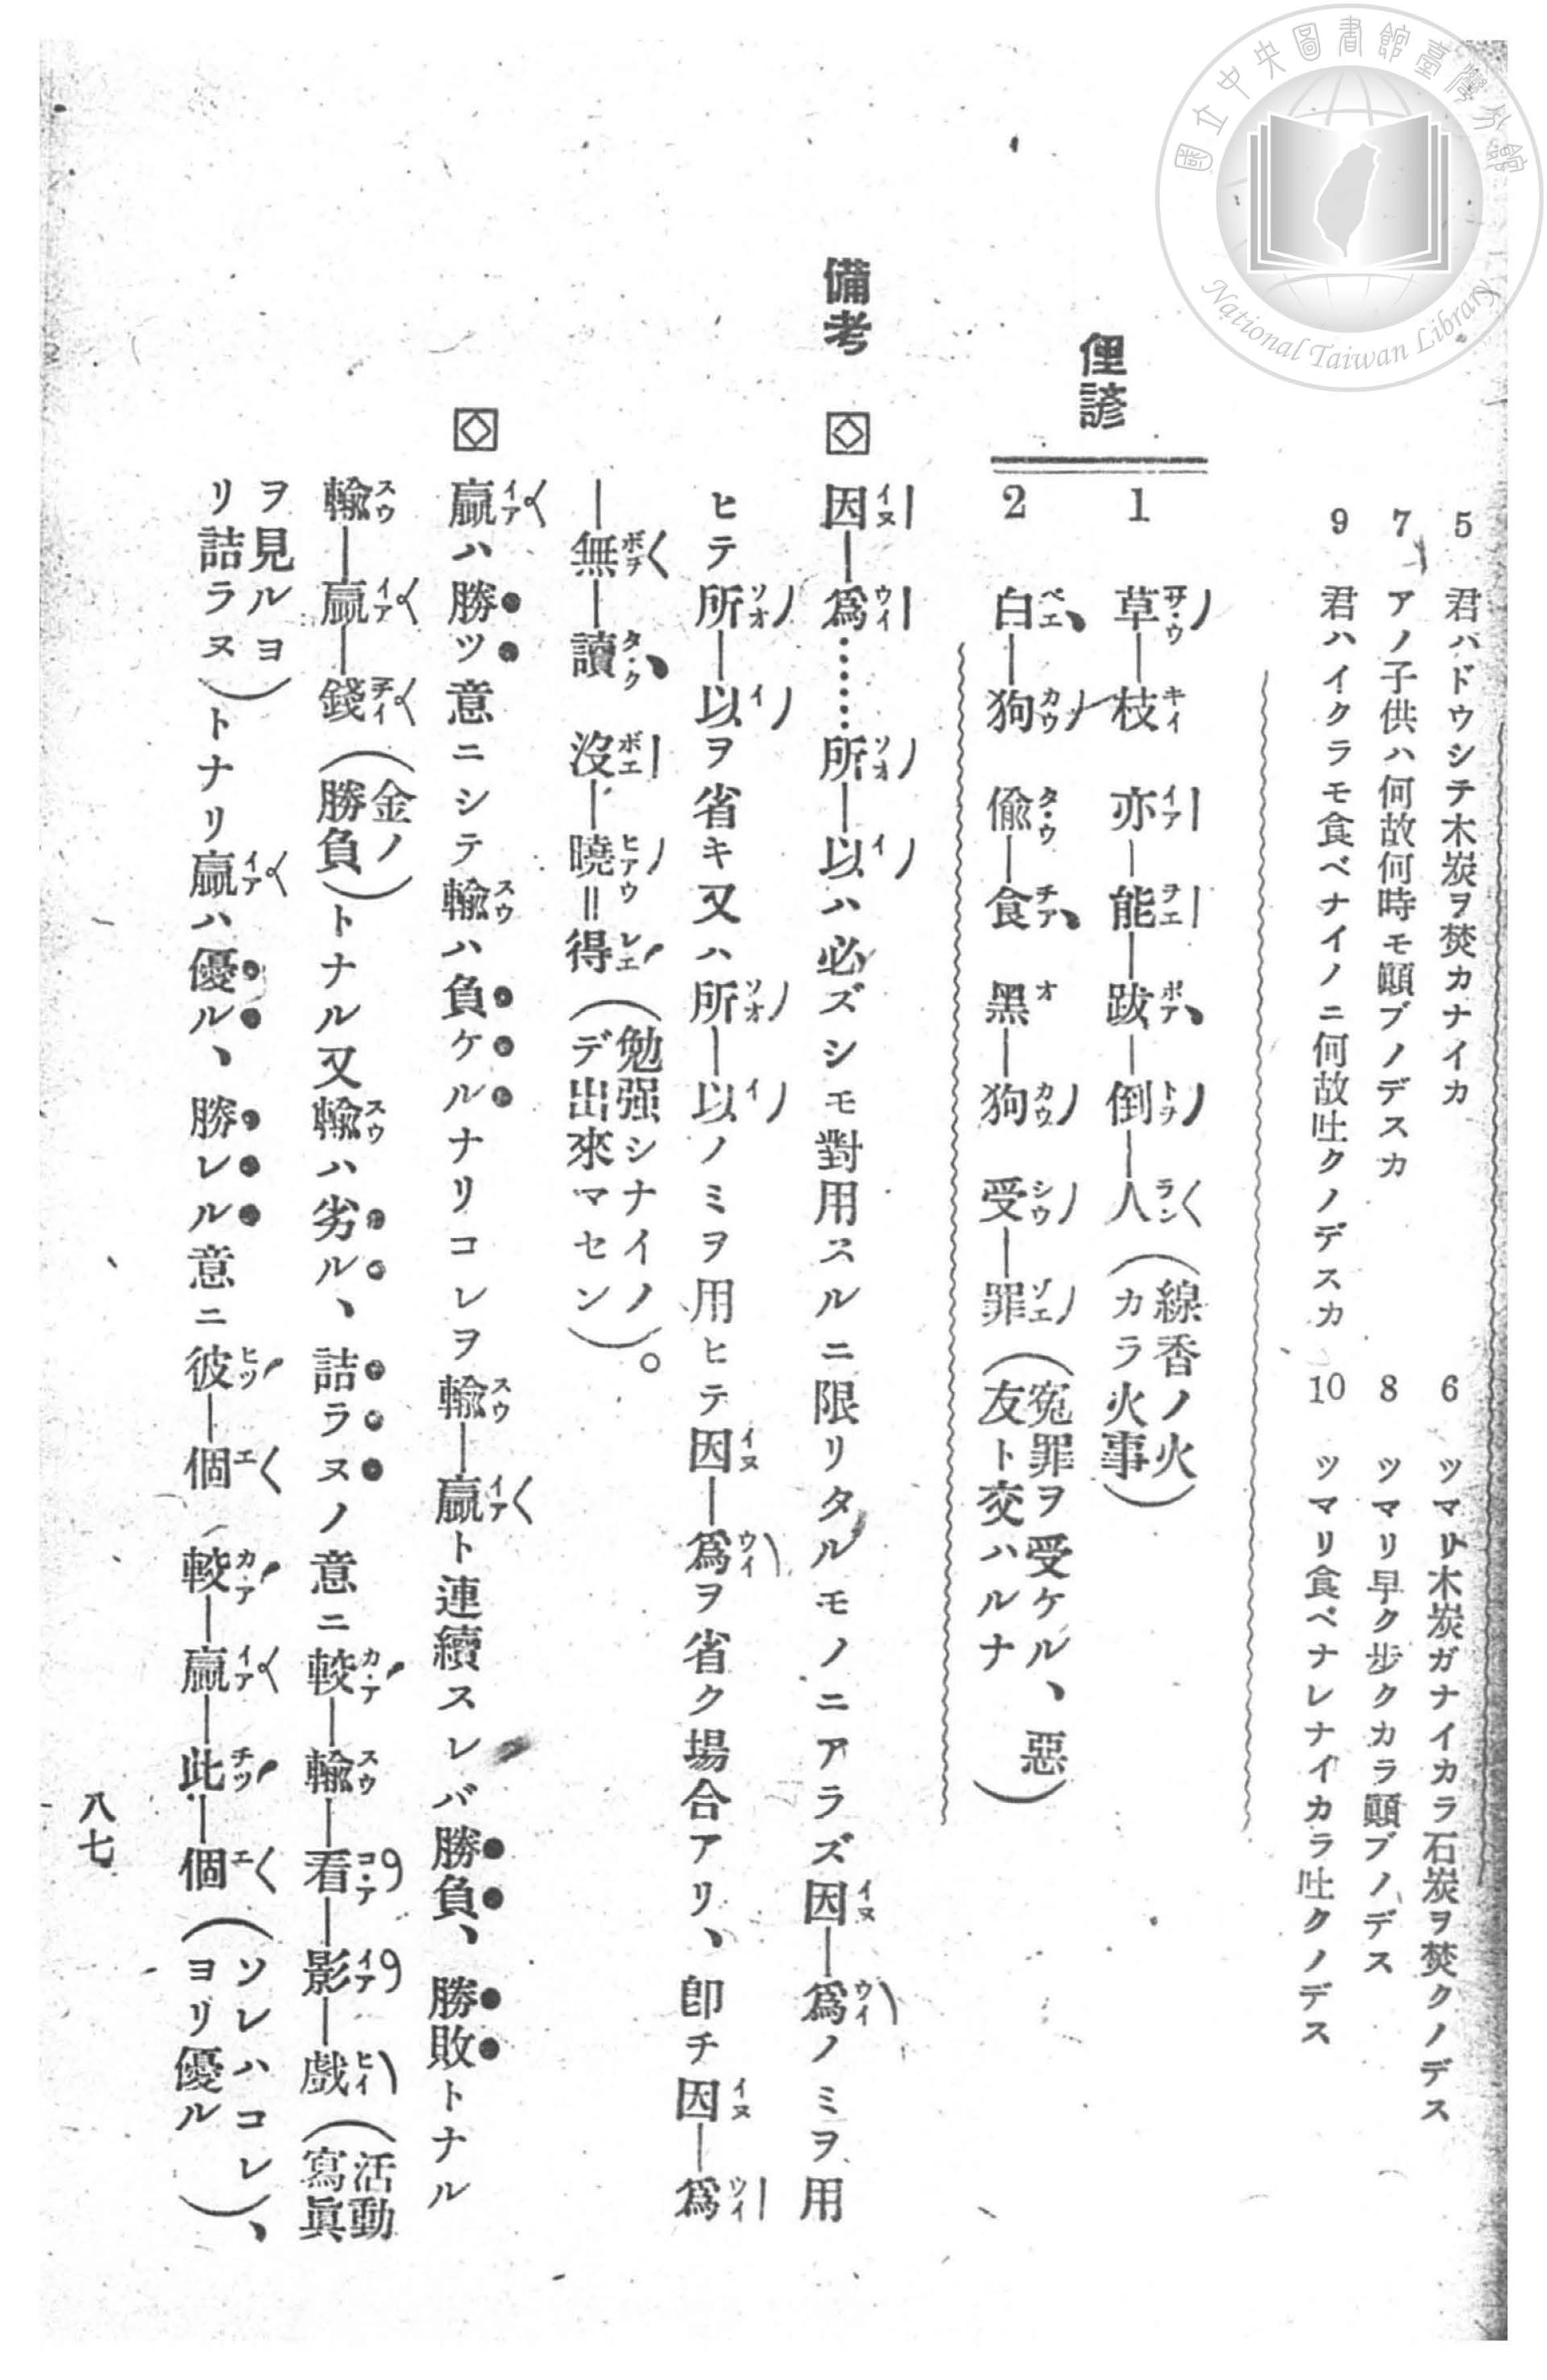 國立中央圖書館臺灣分館
National Taiwan Library
5 君ハドウシテ木炭ヲ焚カナイカ
6 ツマリ木炭ガナイカラ石炭ヲ焚クノデス
7 アノ子供ハ何故何時モ顚ブノデスカ
8 ツマリ早ク步クカラ顚ブノデス
9 君ハイクラモ食ベナイノニ何故吐クノデスカ
10 ツマリ食ベナレナイカラ吐クノデス
俚諺
1 草―枝 亦―能―跋―倒―人(線香ノ火カラ火事)
2 白―狗 偸―食 黑―狗 受―罪(寃罪ヲ受ケル、惡友ト交ハルナ)
備考 因―爲……所―以ハ必ズシモ對用スルニ限リタルモノニアラズ因―爲ノミヲ用
ヒテ所―以ヲ省キ又ハ所―以ノミヲ用ヒテ因―爲ヲ省ク場合アリ、卽チ因―爲
―無―讀 沒―曉=得(勉强シナイノデ出來マセン)。
贏ハ勝ツ意ニシテ輸ハ負ケルナリコレヲ輸―贏ト連續スレバ勝負、勝敗トナル
輸―贏―錢(金ノ勝負)トナル又輸ハ劣ル、詰ラヌノ意ニ較―輸―看―影―戲(活動寫眞
ヲ見ルヨリ詰ラヌ)トナリ贏ハ優ル、勝レル意ニ彼―個 較―贏―此―個(ソレハコレヨリ優ル)、
八七